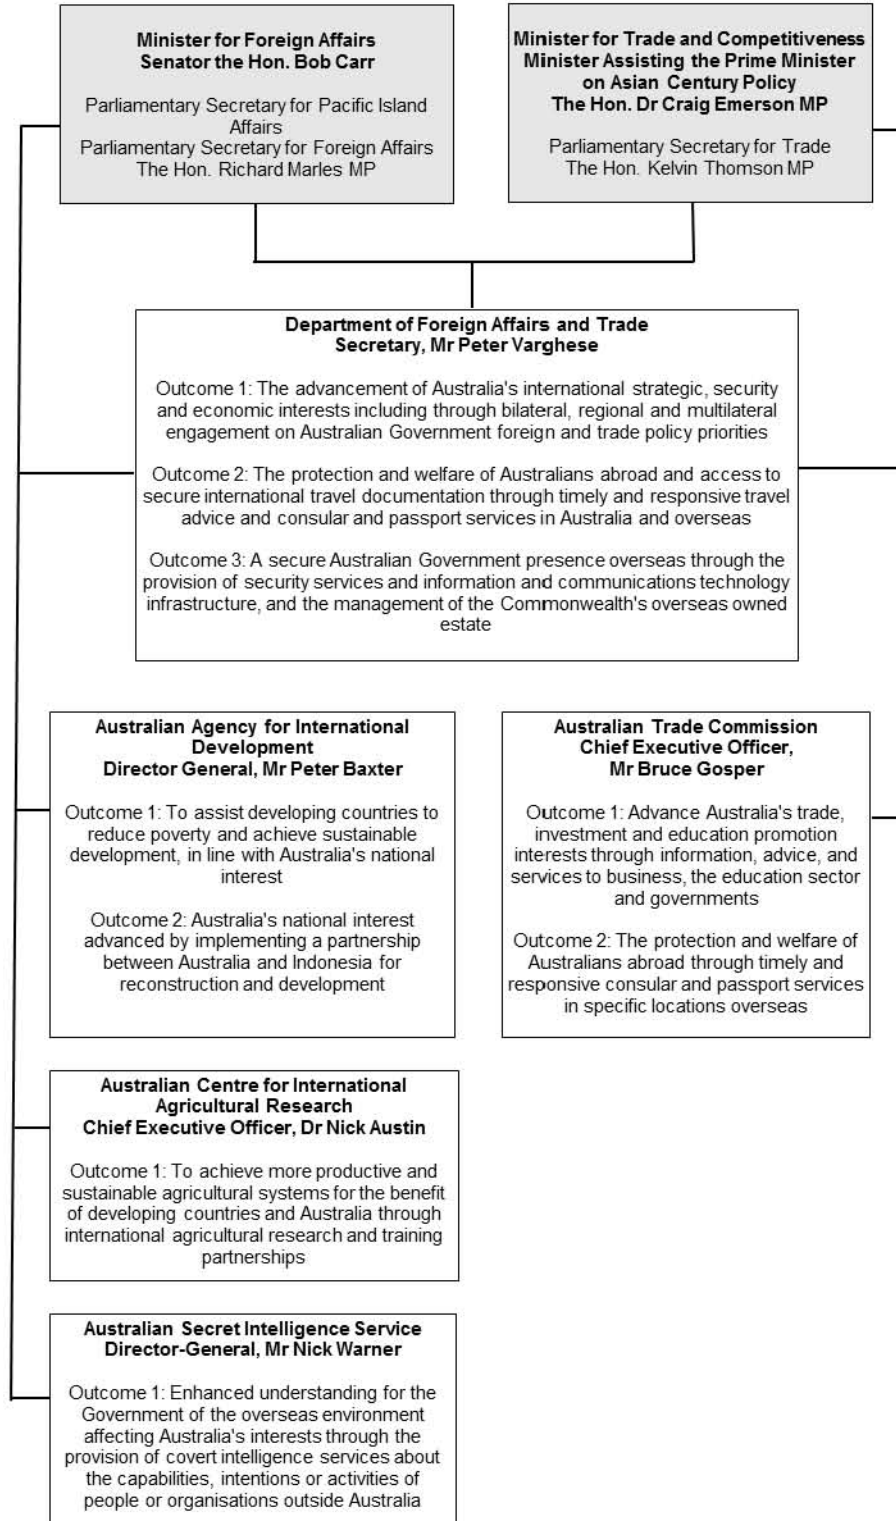 Minister for Foreign Affairs
Senator the Hon. Bob Carr
Parliamentary Secretary for Pacific Island
Affairs
Parliamentary Secretary for Foreign Affairs
The Hon. Richard Marles MP
Minister for Trade and Competitiveness
Minister Assisting the Prime Minister
on Asian Century Policy
The Hon. Dr Craig Emerson MP
Parliamentary Secretary for Trade
The Hon. Kelvin Thomson MP
Department of Foreign Affairs and Trade
Secretary, Mr Peter Varghese
Outcome 1: The advancement of Australia's international strategic, security
and economic interests including through bilateral, regional and multilateral
engagement on Australian Government foreign and trade policy priorities
Outcome 2: The protection and welfare of Australians abroad and access to
secure international travel documentation through timely and responsive travel
advice and consular and passport services in Australia and overseas
Outcome 3: A secure Australian Government presence overseas through the
provision of security services and information and communications technology
infrastructure, and the management of the Commonwealth's overseas owned
estate
Australian Agency for International
Development
Director General, Mr Peter Baxter
Outcome 1: To assist developing countries to
reduce poverty and achieve sustainable
development, in line with Australia's national
interest
Outcome 2: Australia's national interest
advanced by implementing a partnership
between Australia and Indonesia for
reconstruction and development
Australian Trade Commission
Chief Executive Officer,
Mr Bruce Gosper
Outcome 1: Advance Australia's trade,
investment and education promotion
interests through information, advice, and
services to business, the education sector
and governments
Outcome 2: The protection and welfare of
Australians abroad through timely and
responsive consular and passport services
in specific locations overseas
Australian Centre for International
Agricultural Research
Chief Executive Officer, Dr Nick Austin
Outcome 1: To achieve more productive and
sustainable agricultural systems for the benefit
of developing countries and Australia through
international agricultural research and training
partnerships
Australian Secret Intelligence Service
Director-General, Mr Nick Warner
Outcome 1: Enhanced understanding for the
Government of the overseas environment
affecting Australia's interests through the
provision of covert intelligence services about
the capabilities, intentions or activities of
people or organisations outside Australia